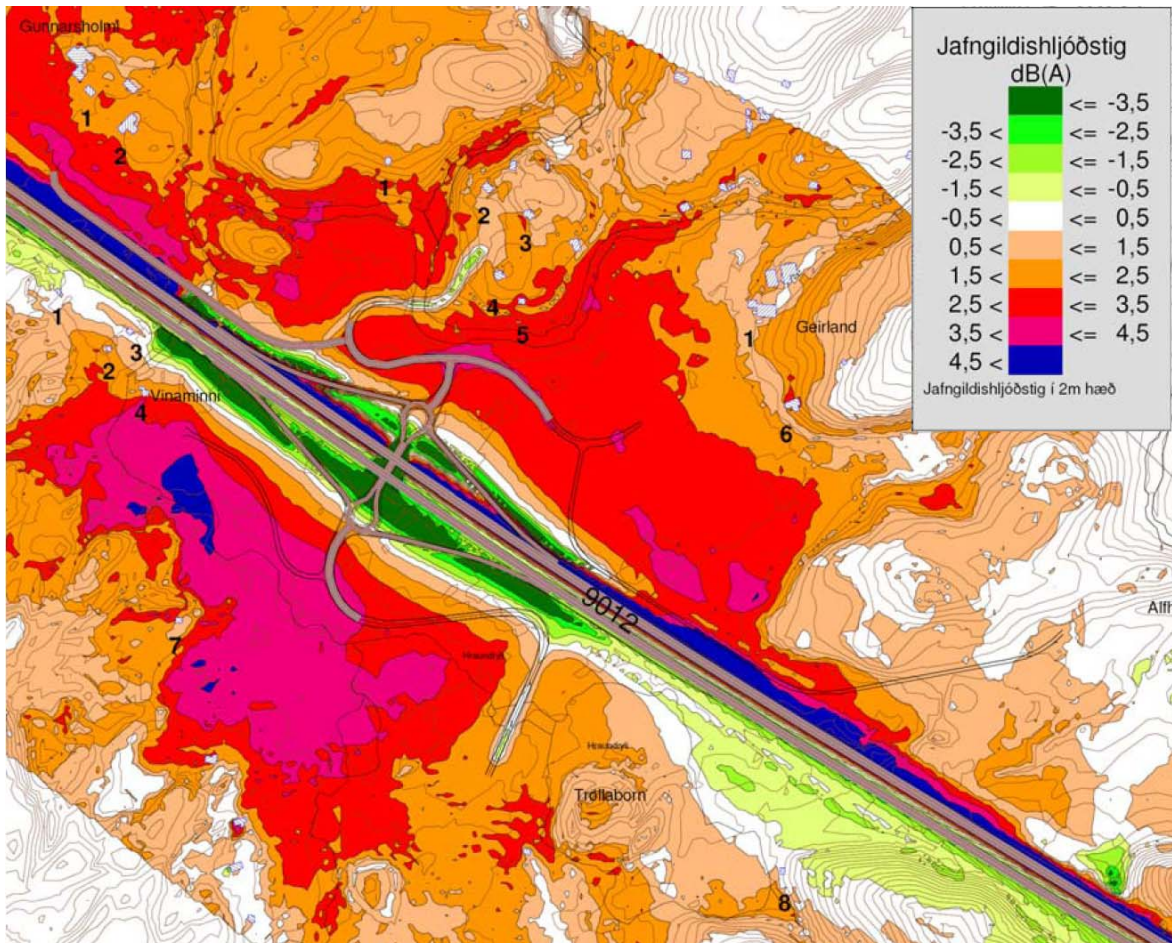 Gunnarsholmi
Jafngildishljóðstig
dB(A)
<= -3,5
-3,5 < <= -2,5
-2,5 < <= -1,5
-1,5 < <= -0,5
-0,5 < <= 0,5
0,5 < <= 1,5
1,5 < <= 2,5
2,5 < <= 3,5
3,5 < <= 4,5
4,5 <
Jafngildishljóðstig í 2m hæð
1
2
1
2
3
4
5
1
Geirland
6
1
2
3
Vinaminni
4
9012
Alfh
7
Hraundrýs
Trollaborn
8